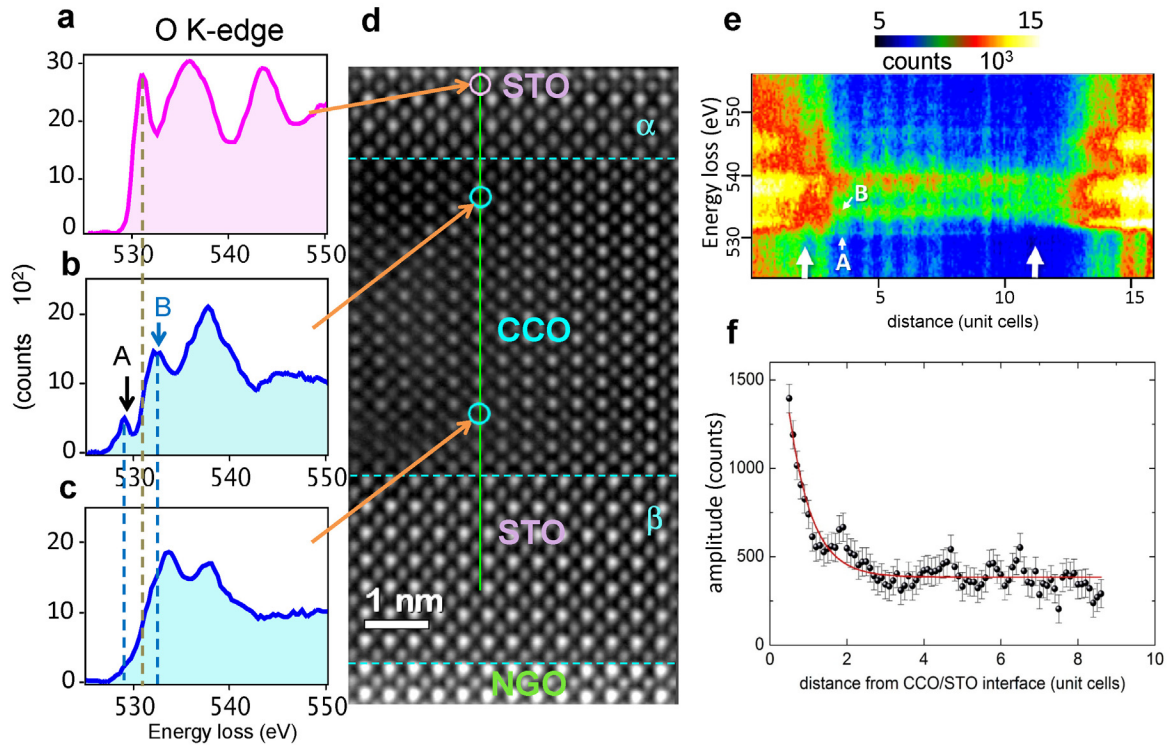 a
O K-edge
30
20
10
0
530
540
550
b
A
B
20
10
0
530
540
550
c
20
10
0
530
540
550
Energy loss (eV)
(counts 10²)
d
STO
α
CCO
STO
β
1 nm
NGO
e
5
15
counts 10³
Energy loss (eV)
550
540
530
B
A
5
10
15
distance (unit cells)
f
amplitude (counts)
1500
1000
500
0
0
2
4
6
8
10
distance from CCO/STO interface (unit cells)